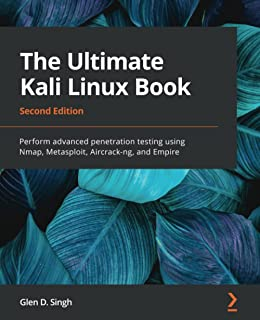 The Ultimate
Kali Linux Book
Second Edition
Perform advanced penetration testing using
Nmap, Metasploit, Aircrack-ng, and Empire
Glen D. Singh